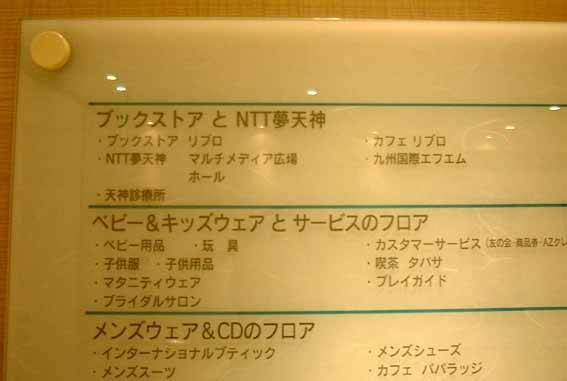 ブックストア と NTT夢天神
・ブックストア リブロ ・カフェ リブロ
・NTT夢天神 マルチメディア広場 ・九州国際エフエム
ホール
・天神診療所
ベビー＆キッズウェア と サービスのフロア
・ベビー用品 ・玩 具 ・カスタマーサービス（友の会・商品券・AZク
・子供服 ・子供用品 ・喫茶 タバサ
・マタニティウェア ・プレイガイド
・ブライダルサロン
メンズウェア＆CDのフロア
・インターナショナルブティック ・メンズシューズ
・メンズスーツ ・カフェ パパラッジ